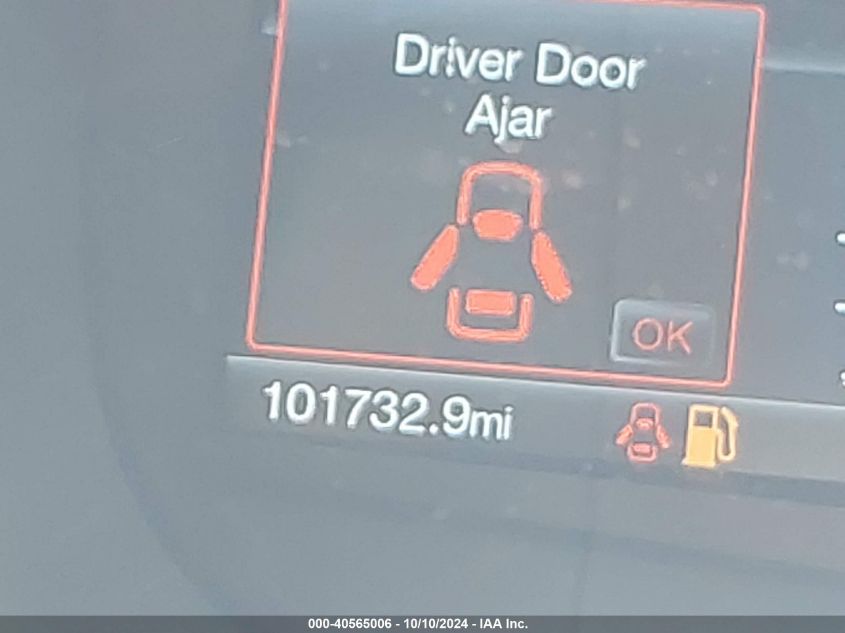 Driver Door
Ajar
OK
101732.9mi
000-40565006 - 10/10/2024 - IAA Inc.